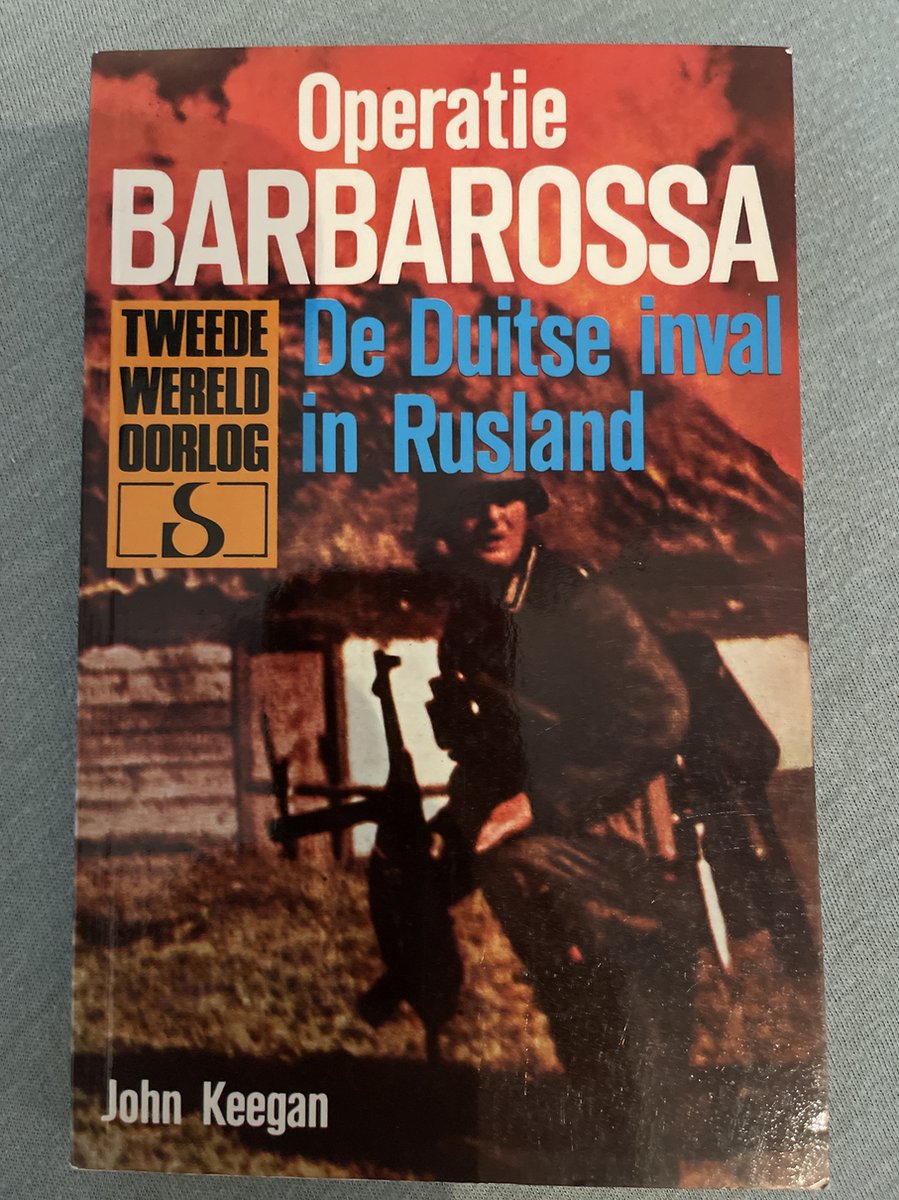 Operatie
BARBAROSSA
De Duitse inval
in Rusland
TWEEDE
WERELD
OORLOG
S
John Keegan